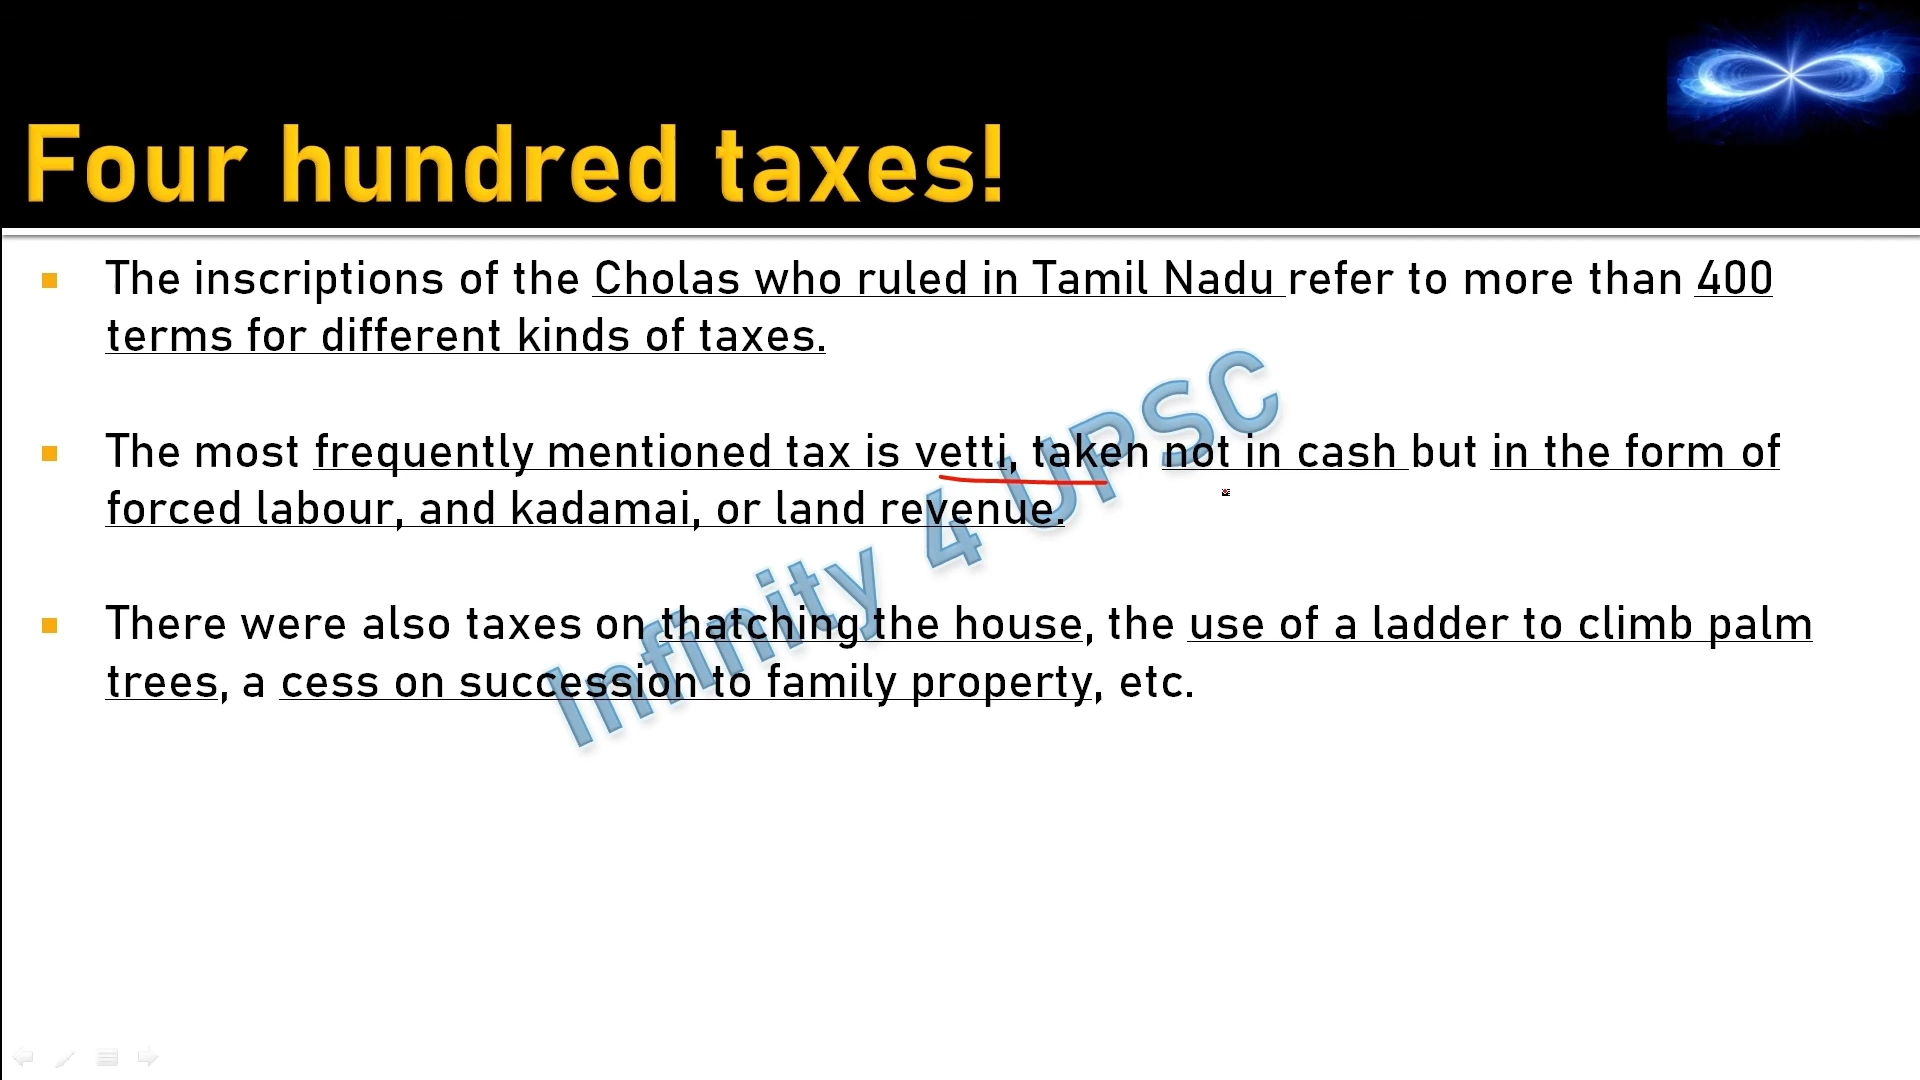 Four hundred taxes!
The inscriptions of the Cholas who ruled in Tamil Nadu refer to more than 400
terms for different kinds of taxes.
The most frequently mentioned tax is vetti, taken not in cash but in the form of
forced labour, and kadamai, or land revenue.
There were also taxes on thatching the house, the use of a ladder to climb palm
trees, a cess on succession to family property, etc.
Infinity 4 UPSC